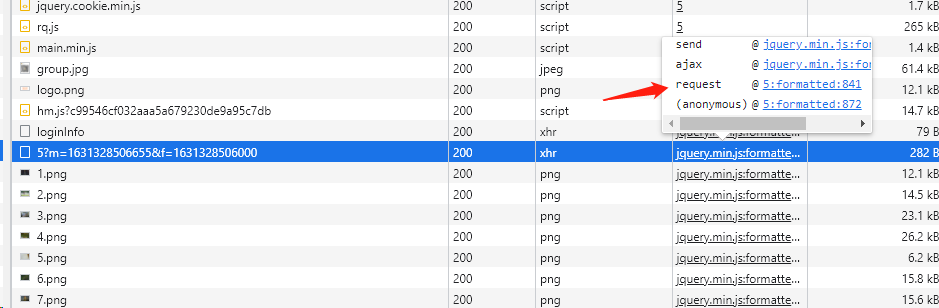 jquery.cookie.min.js 200 script 5 1.7 kB
rq.js 200 script 5 265 kB
main.min.js 200 script 1.4 kB
group.jpg 200 jpeg 61.4 kB
logo.png 200 png 12.1 kB
hm.js?c99546cf032aaa5a679230de9a95c7db 200 script 14.7 kB
loginInfo 200 xhr jquery.min.js:formatte... 79 B
5?m=1631328506655&f=1631328506000 200 xhr jquery.min.js:formatte... 282 B
1.png 200 png jquery.min.js:formatte... 12.1 kB
2.png 200 png jquery.min.js:formatte... 14.5 kB
3.png 200 png jquery.min.js:formatte... 23.1 kB
4.png 200 png jquery.min.js:formatte... 26.2 kB
5.png 200 png jquery.min.js:formatte... 6.2 kB
6.png 200 png jquery.min.js:formatte... 15.8 kB
7.png 200 png jquery.min.js:formatte... 15.6 kB
send @ jquery.min.js:formatt
ajax @ jquery.min.js:formatt
request @ 5:formatted:841
(anonymous) @ 5:formatted:872